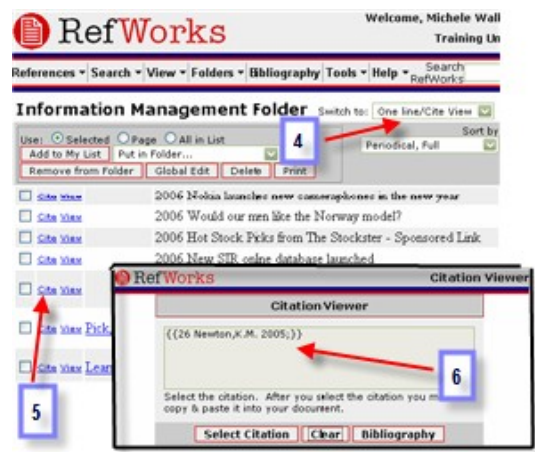 Welcome, Michele Wall
RefWorks
Training Un
References Search View Folders Bibliography Tools Help Search RefWorks
Information Management Folder Switch to: One line/Cite View
4
Use: Selected Page All in List
Sort by
Add to My List Put in Folder...
Periodical, Full
Remove from Folder Global Edit Delete Print
Cite View 2006 Nokia launches new cameraphones in the new year
Cite View 2006 Would our men like the Norway model?
Cite View 2006 Hot Stock Picks from The Stockster - Sponsored Link
Cite View 2006 New STR online database launched
Cite View
Cite View Pick,
Cite View Lear
5
RefWorks Citation Viewer
Citation Viewer
{{26 Newton,K.M. 2005;}}
6
Select the citation. After you select the citation you m
copy & paste it into your document.
Select Citation Clear Bibliography